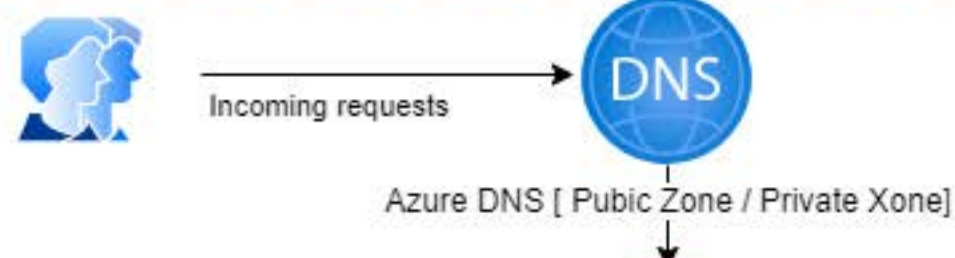 DNS
Incoming requests
Azure DNS [ Pubic Zone / Private Xone]